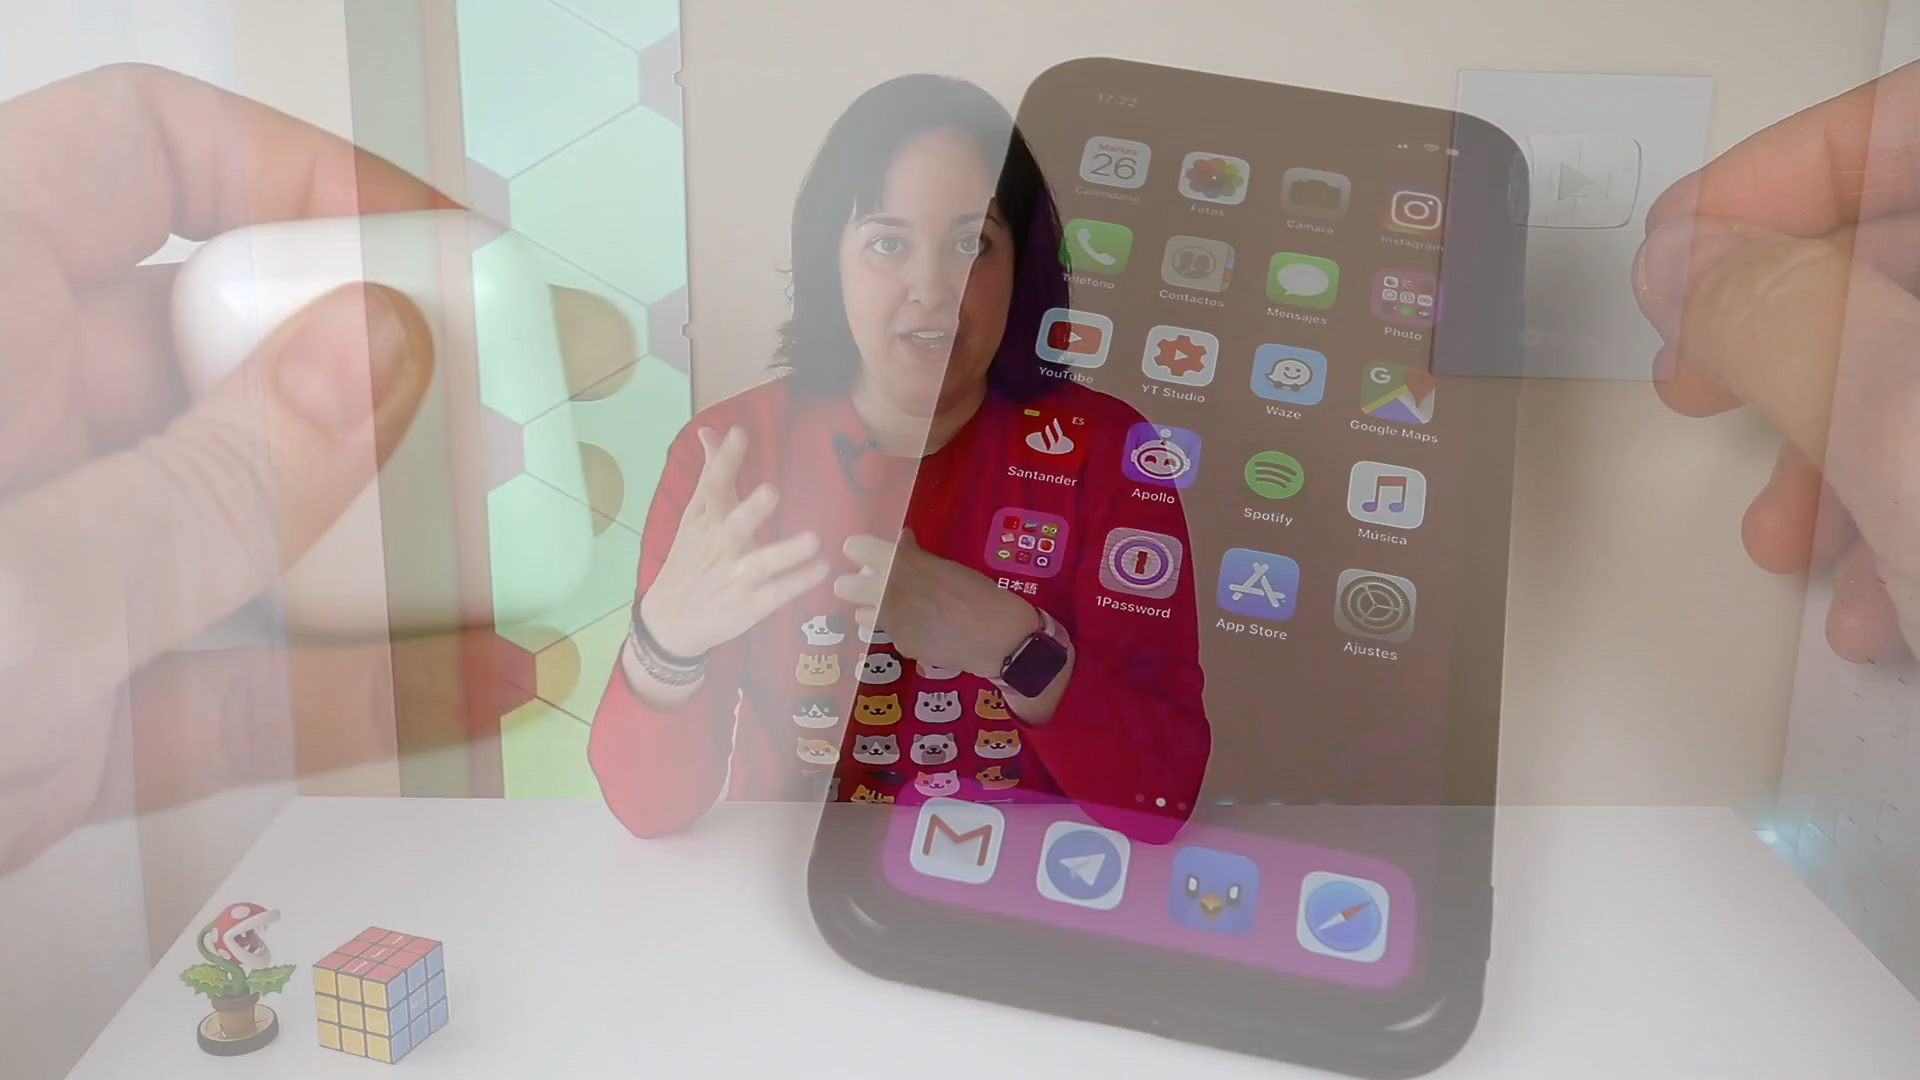 17:22
Martes
26
Calendario
Fotos
Cámara
Instagram
Teléfono
Contactos
Mensajes
Photo
YouTube
YT Studio
Waze
G
Google Maps
ES
Santander
Apollo
Spotify
Música
日本語
1Password
App Store
Ajustes